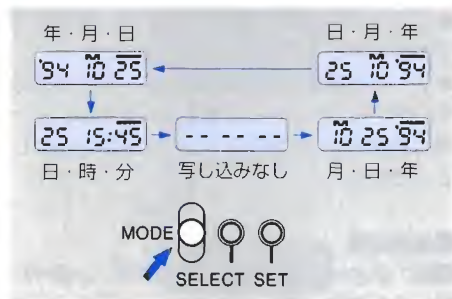 年・月・日
日・月・年
'94 M 10 25
25 M 10 '94
25 15:45
-- -- --
M 10 25 '94
日・時・分
写し込みなし
月・日・年
MODE
SELECT SET